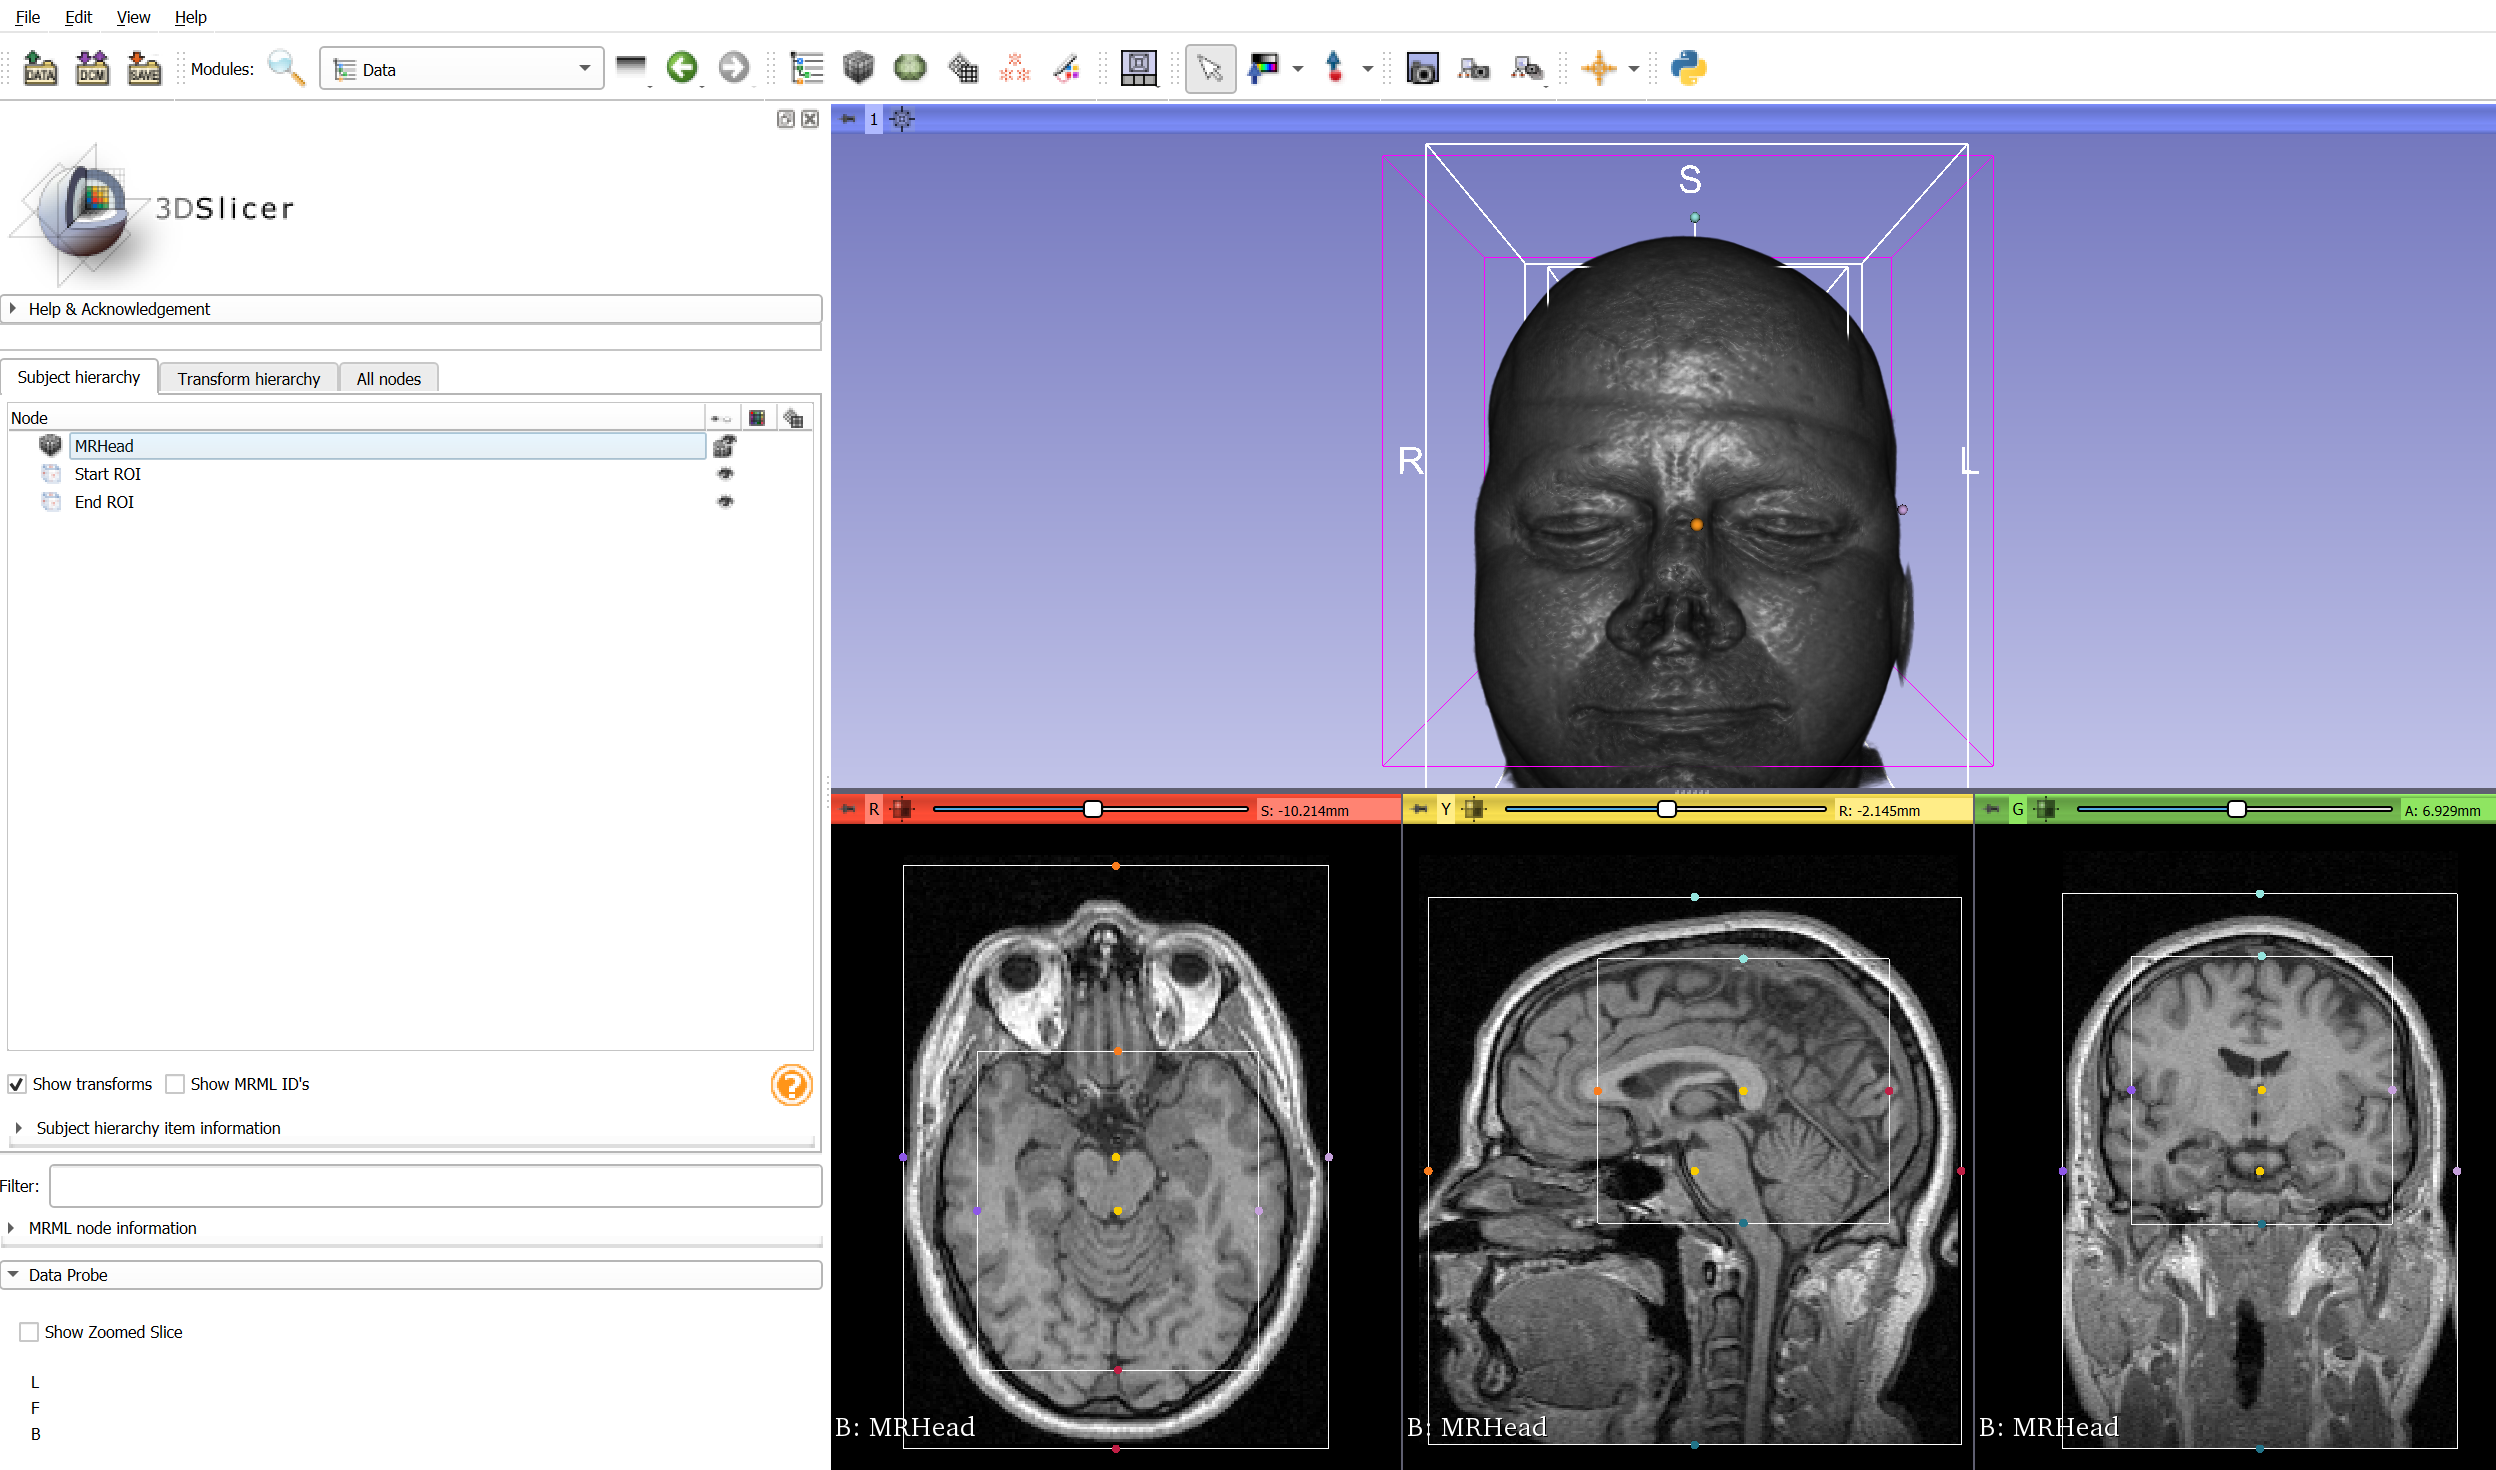 File Edit View Help
DATA DCM SAVE Modules: Data
1
S
3DSlicer
Help & Acknowledgement
Subject hierarchy Transform hierarchy All nodes
Node
MRHead
R L
Start ROI
End ROI
R S: -10.214mm Y R: -2.145mm G A: 6.929mm
Show transforms Show MRML ID's
Subject hierarchy item information
Filter:
MRML node information
Data Probe
Show Zoomed Slice
L
F
B
B: MRHead B: MRHead B: MRHead